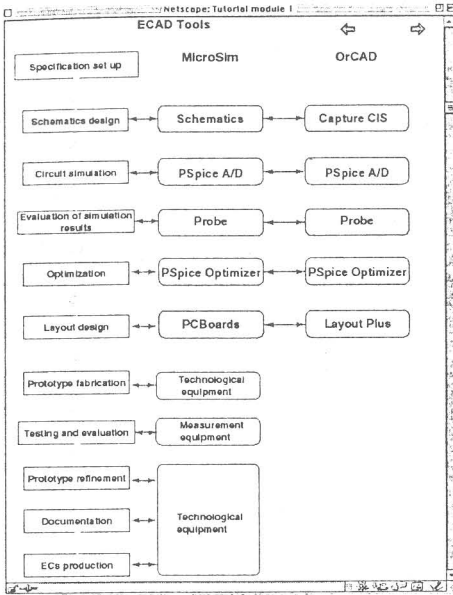 Netscape: Tutorial module 1
ECAD Tools
MicroSim
OrCAD
Specification set up
Schematics design
Schematics
Capture CIS
Circuit simulation
PSpice A/D
PSpice A/D
Evaluation of simulation
results
Probe
Probe
Optimization
PSpice Optimizer
PSpice Optimizer
Layout design
PCBoards
Layout Plus
Prototype fabrication
Technological
equipment
Testing and evaluation
Measurement
equipment
Prototype refinement
Documentation
Technological
equipment
ECs production